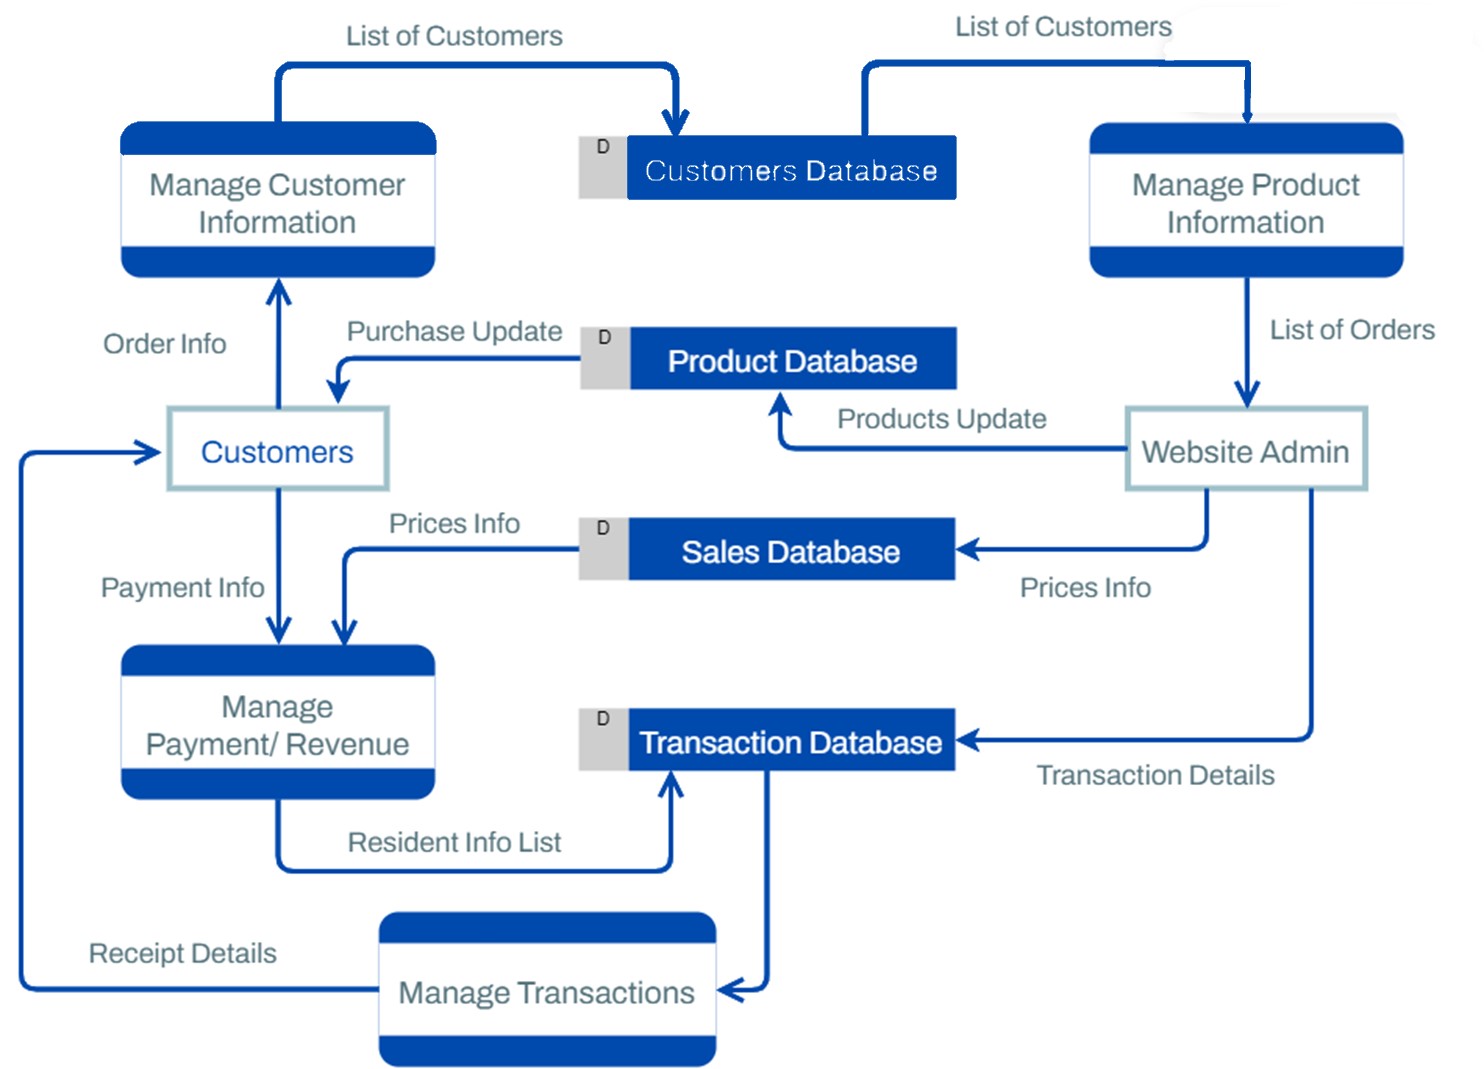 List of Customers
List of Customers
D
Customers Database
Manage Customer
Information
Manage Product
Information
Order Info
Purchase Update
D
Product Database
List of Orders
Products Update
Customers
Website Admin
Prices Info
D
Sales Database
Payment Info
Prices Info
Manage
Payment/ Revenue
D
Transaction Database
Transaction Details
Resident Info List
Receipt Details
Manage Transactions